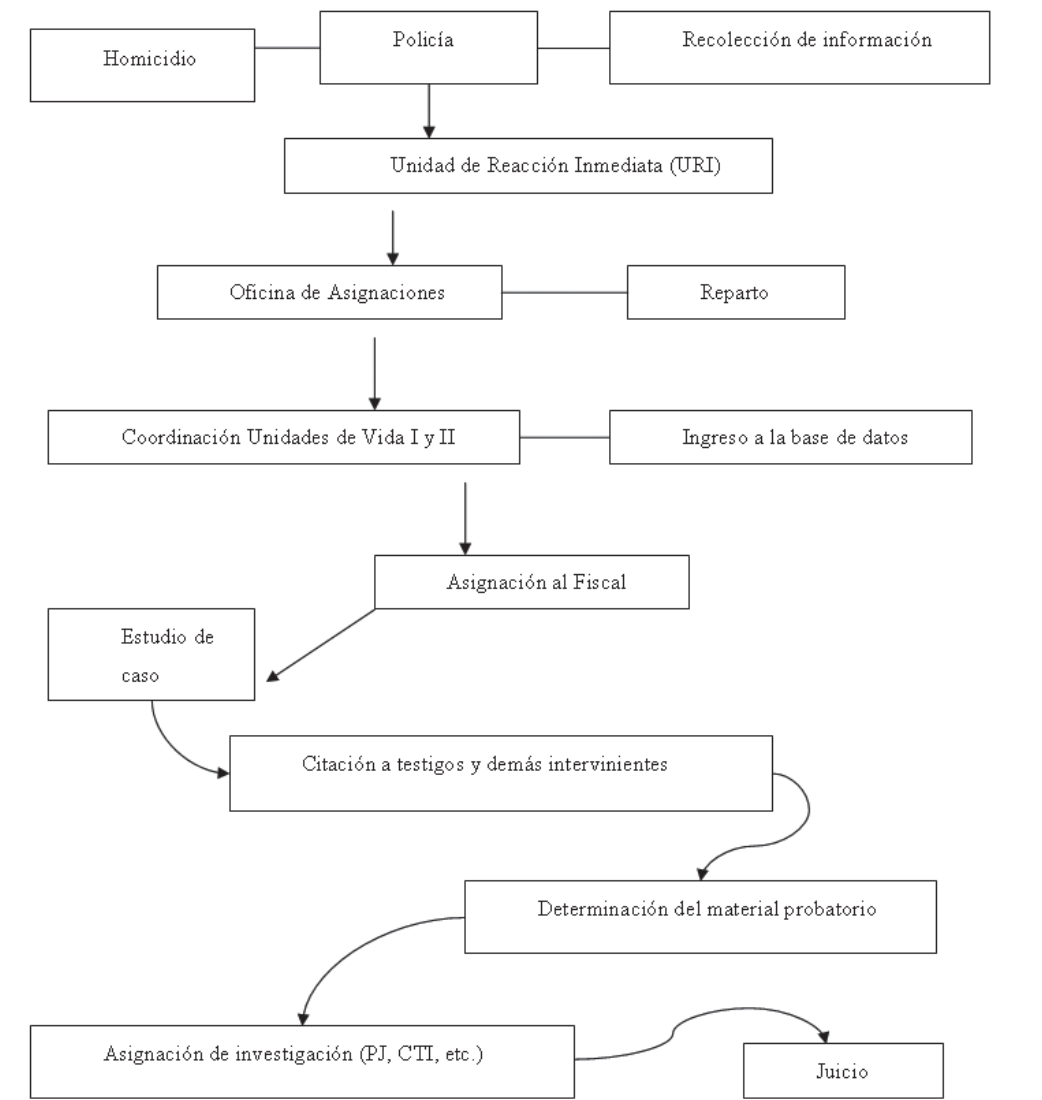 Homicidio
Policía
Recolección de información
Unidad de Reacción Inmediata (URI)
Oficina de Asignaciones
Reparto
Coordinación Unidades de Vida I y II
Ingreso a la base de datos
Asignación al Fiscal
Estudio de
caso
Citación a testigos y demás intervinientes
Determinación del material probatorio
Asignación de investigación (PJ, CTI, etc.)
Juicio